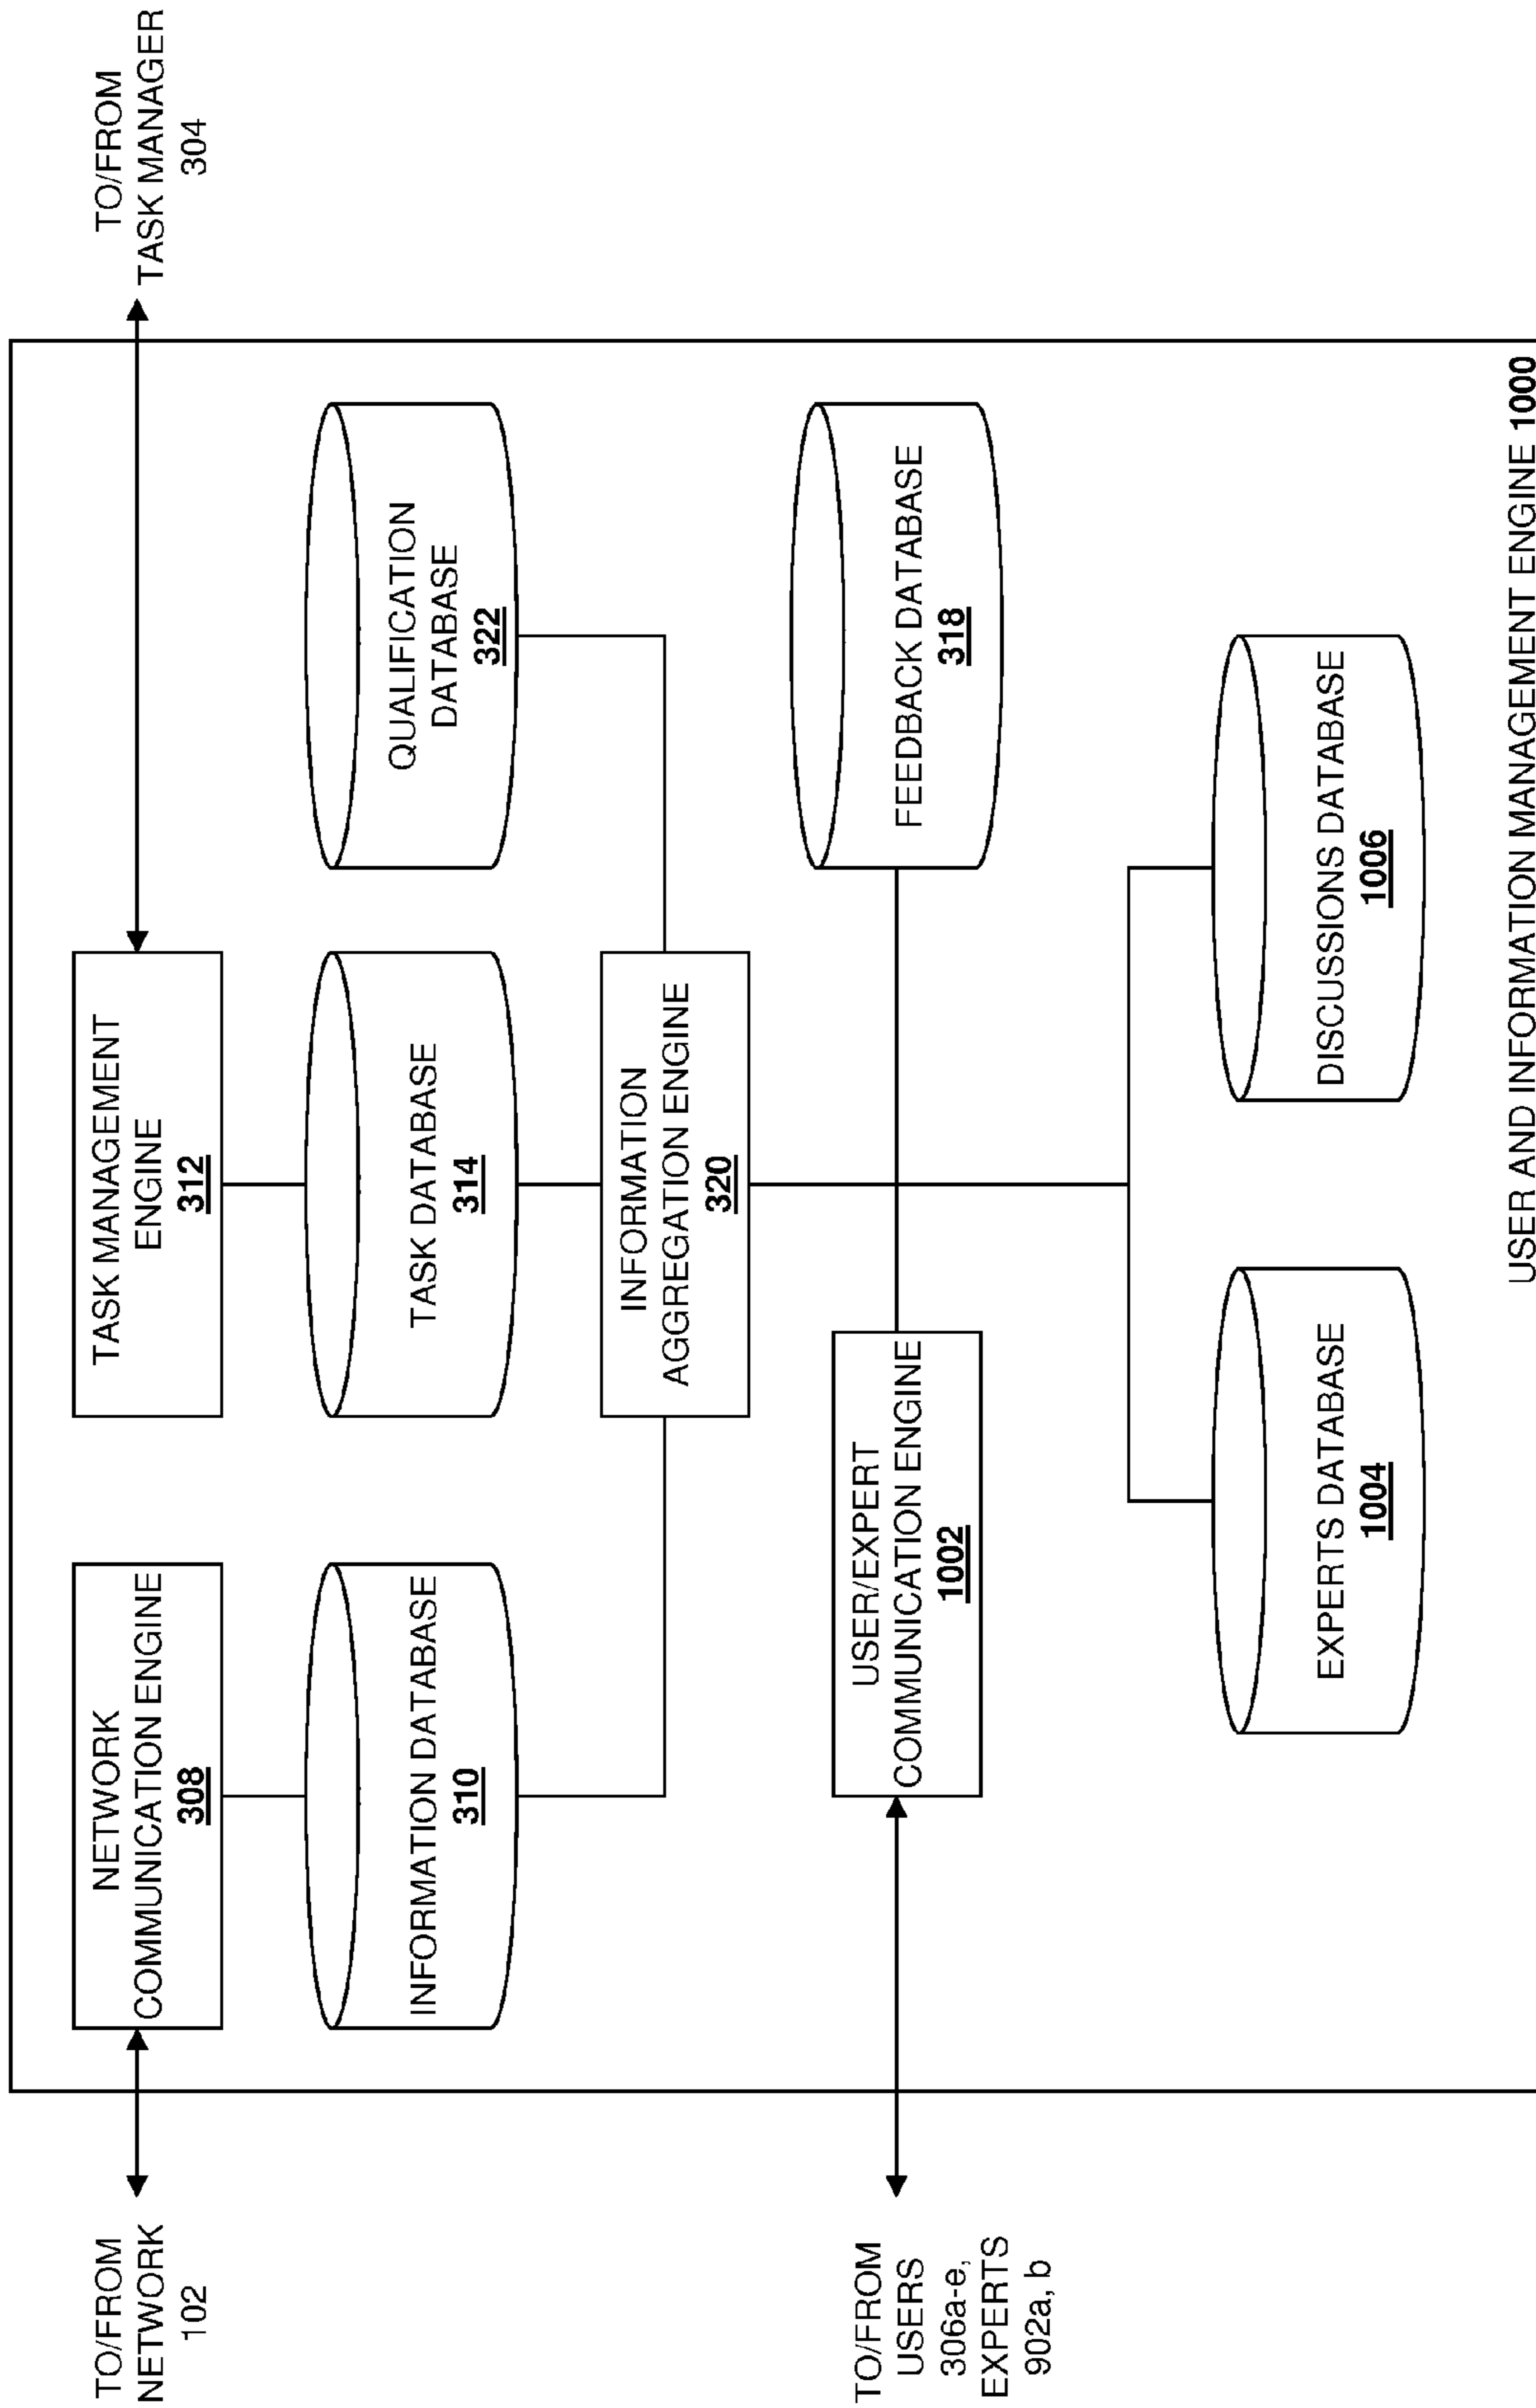 TO/FROM
NETWORK
102
NETWORK
COMMUNICATION ENGINE
308
TASK MANAGEMENT
ENGINE
312
TO/FROM
TASK MANAGER
304
INFORMATION DATABASE
310
TASK DATABASE
314
QUALIFICATION
DATABASE
322
INFORMATION
AGGREGATION ENGINE
320
TO/FROM
USERS
306a-e,
EXPERTS
902a, b
USER/EXPERT
COMMUNICATION ENGINE
1002
FEEDBACK DATABASE
318
EXPERTS DATABASE
1004
DISCUSSIONS DATABASE
1006
USER AND INFORMATION MANAGEMENT ENGINE 1000